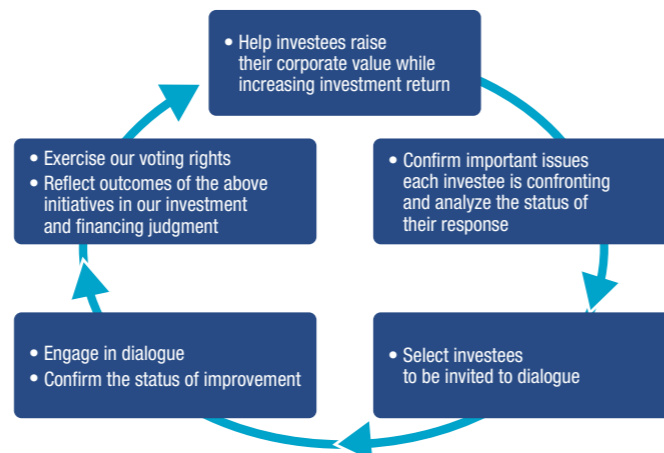 • Help investees raise
their corporate value while
increasing investment return
• Confirm important issues
each investee is confronting
and analyze the status of
their response
• Select investees
to be invited to dialogue
• Engage in dialogue
• Confirm the status of improvement
• Exercise our voting rights
• Reflect outcomes of the above
initiatives in our investment
and financing judgment